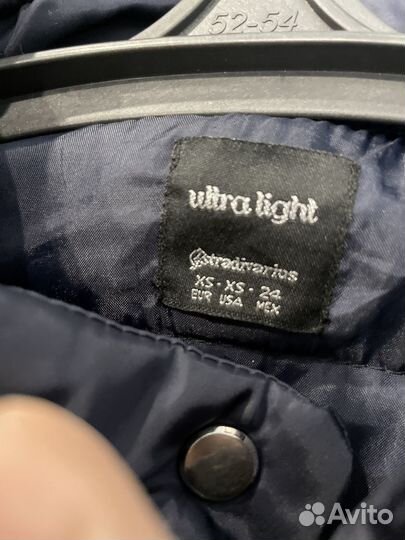 52-54
ultra light
stradivarius
XS - XS - 24
EUR USA MEX
Avito